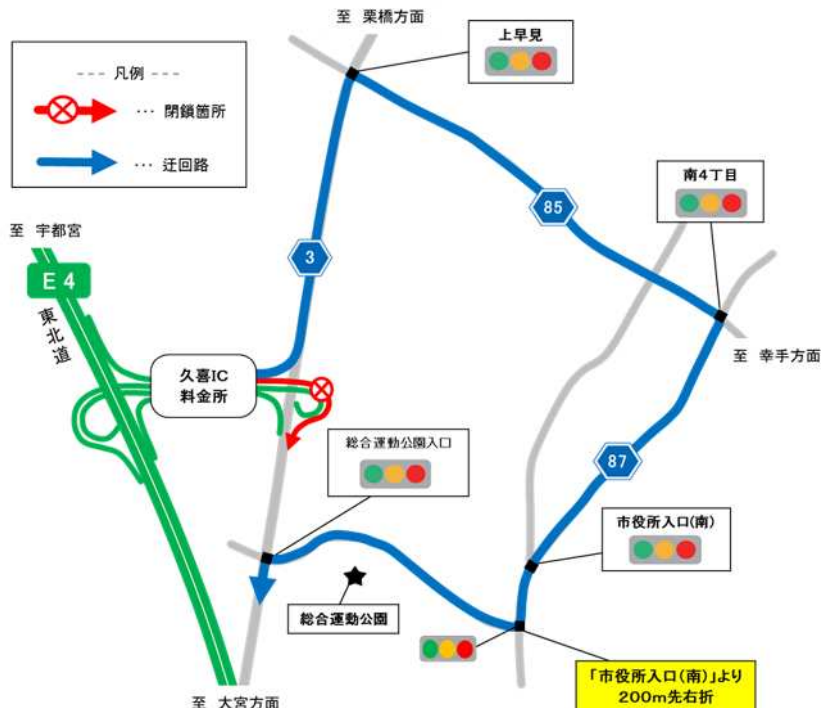 至 栗橋方面
上早見
--- 凡例 ---
… 閉鎖箇所
… 迂回路
南4丁目
85
至 宇都宮
3
E4
東北道
至 幸手方面
久喜IC
料金所
総合運動公園入口
87
市役所入口(南)
総合運動公園
「市役所入口(南)」より
200m先右折
至 大宮方面